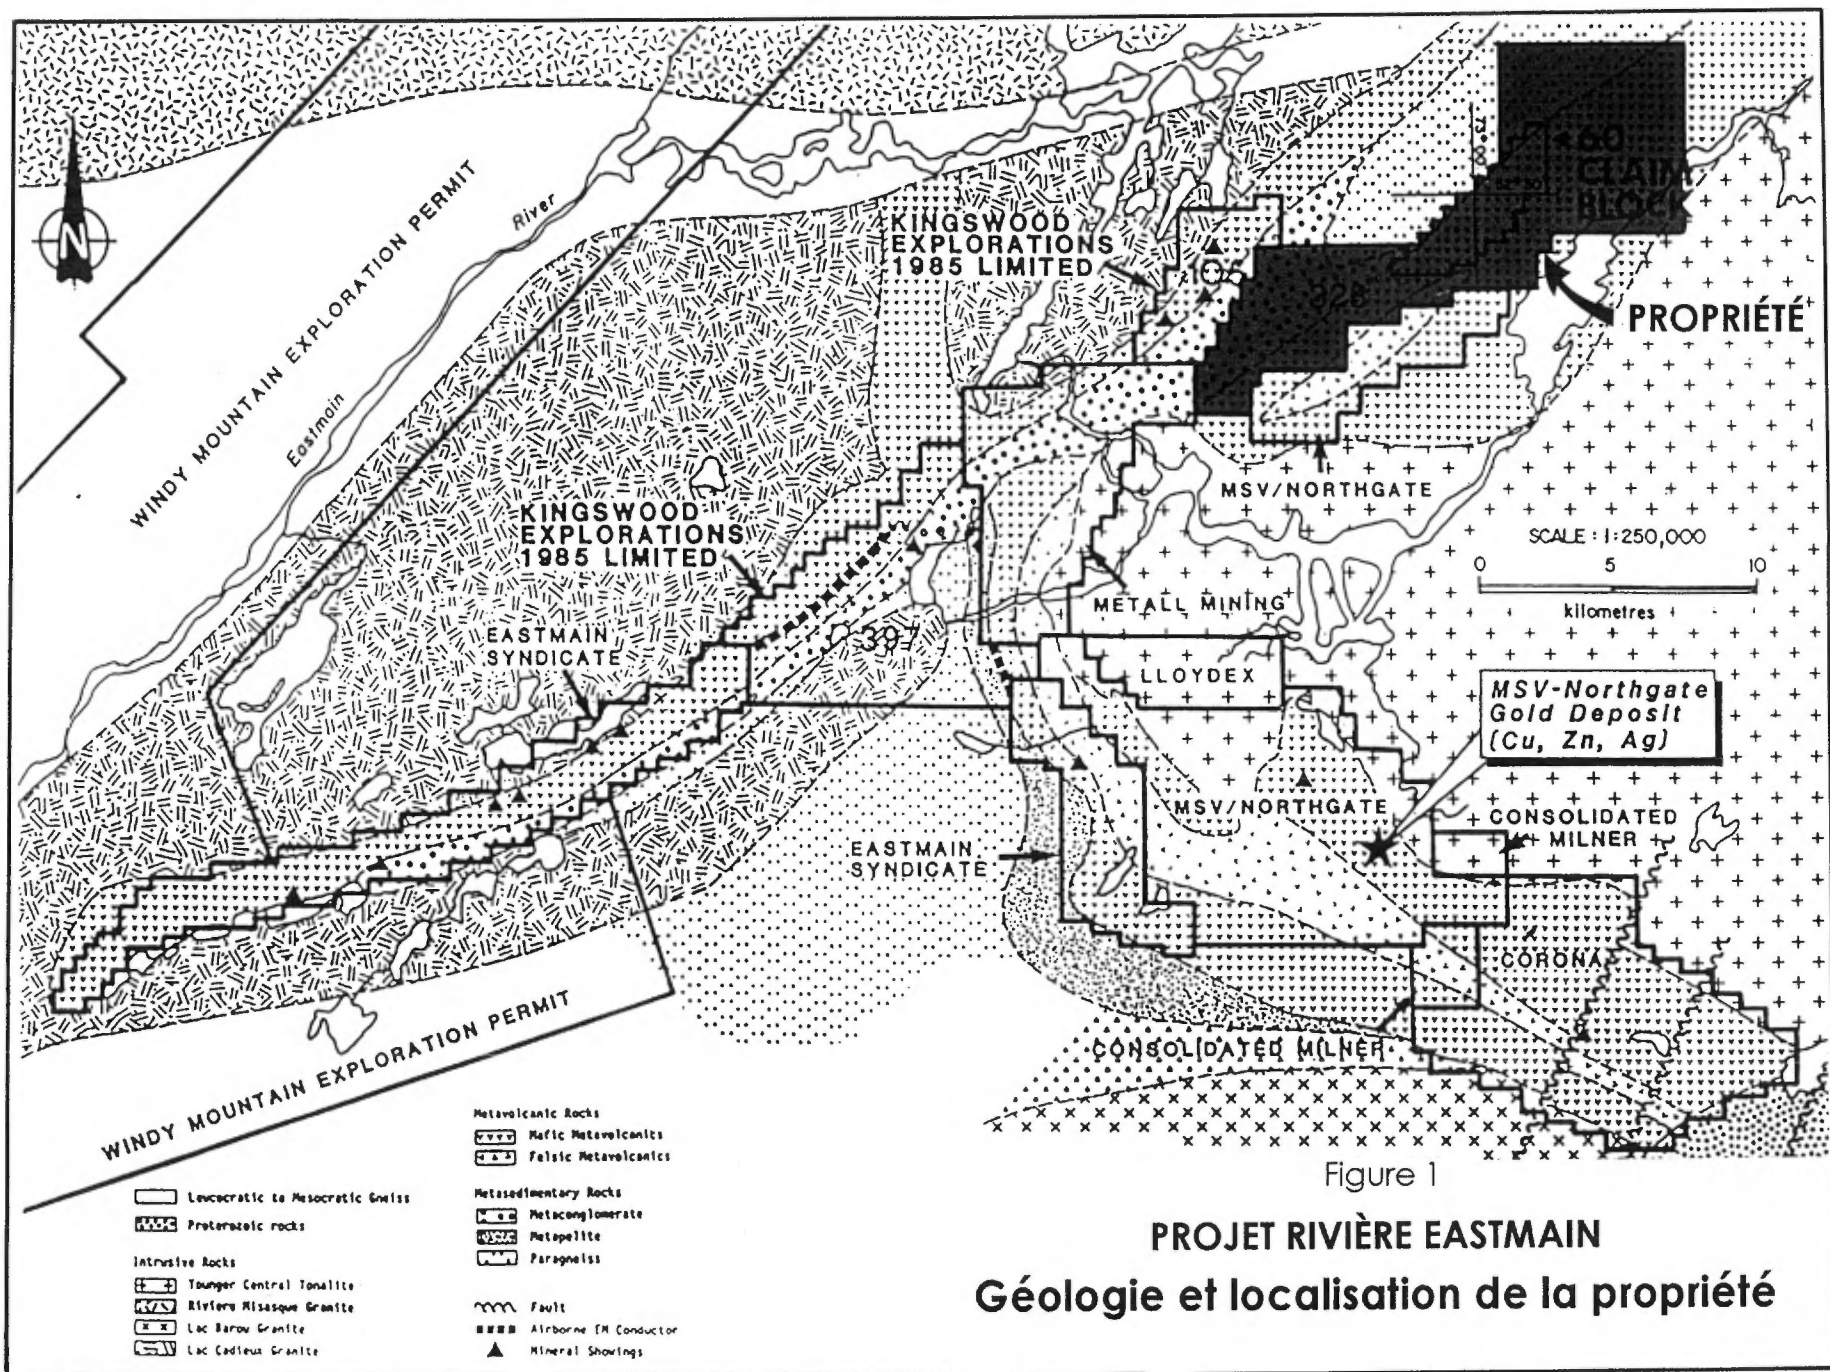 WINDY MOUNTAIN EXPLORATION PERMIT
River
Eastmain
N
KINGSWOOD
EXPLORATIONS
1985 LIMITED
105
328
60
CLAIM
BLOCK
PROPRIÉTÉ
MSV/NORTHGATE
SCALE : 1:250,000
0 5 10
kilometres
KINGSWOOD
EXPLORATIONS
1985 LIMITED
METALL MINING
EASTMAIN
SYNDICATE
397
LLOYDEX
MSV-Northgate
Gold Deposit
(Cu, Zn, Ag)
MSV/NORTHGATE
CONSOLIDATED
MILNER
EASTMAIN
SYNDICATE
CORONA
CONSOLIDATED MILNER
WINDY MOUNTAIN EXPLORATION PERMIT
Leucocratic to Mesocratic Gneiss
Proterozoic rocks
Intrusive Rocks
Younger Central Tonalite
Riviere Misasque Granite
Lac Barou Granite
Lac Cadieux Granite
Metavolcanic Rocks
Mafic Metavolcanics
Felsic Metavolcanics
Metasedimentary Rocks
Metaconglomerate
Metapelite
Paragneiss
Fault
Airborne EM Conductor
Mineral Showings
Figure 1
PROJET RIVIÈRE EASTMAIN
Géologie et localisation de la propriété